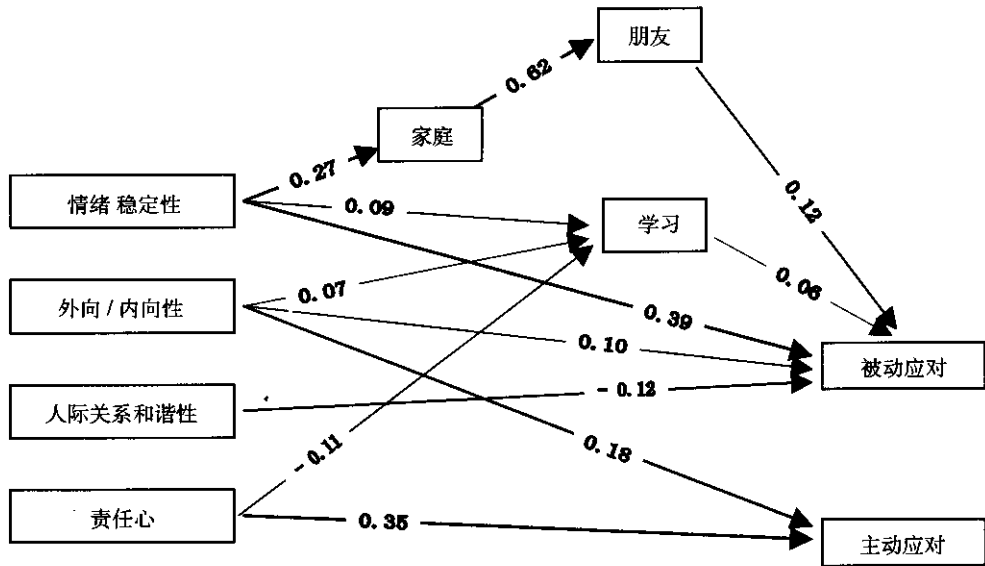 朋友
0.62
家庭
0.27
0.12
情绪 稳定性
0.09
学习
0.06
外向 / 内向性
0.07
0.39
0.10
被动应对
人际关系和谐性
- 0.12
- 0.11
0.18
责任心
0.35
主动应对